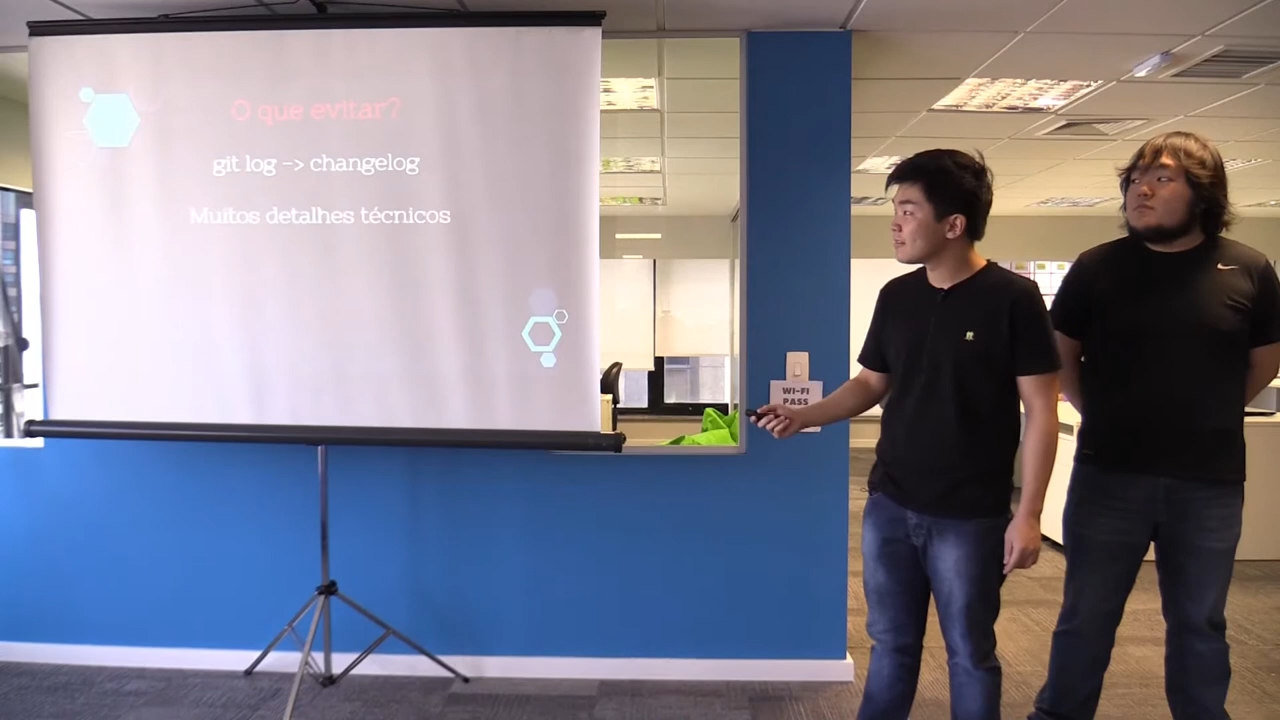 O que evitar?
git log -> changelog
Muitos detalhes técnicos
WI-FI
PASS